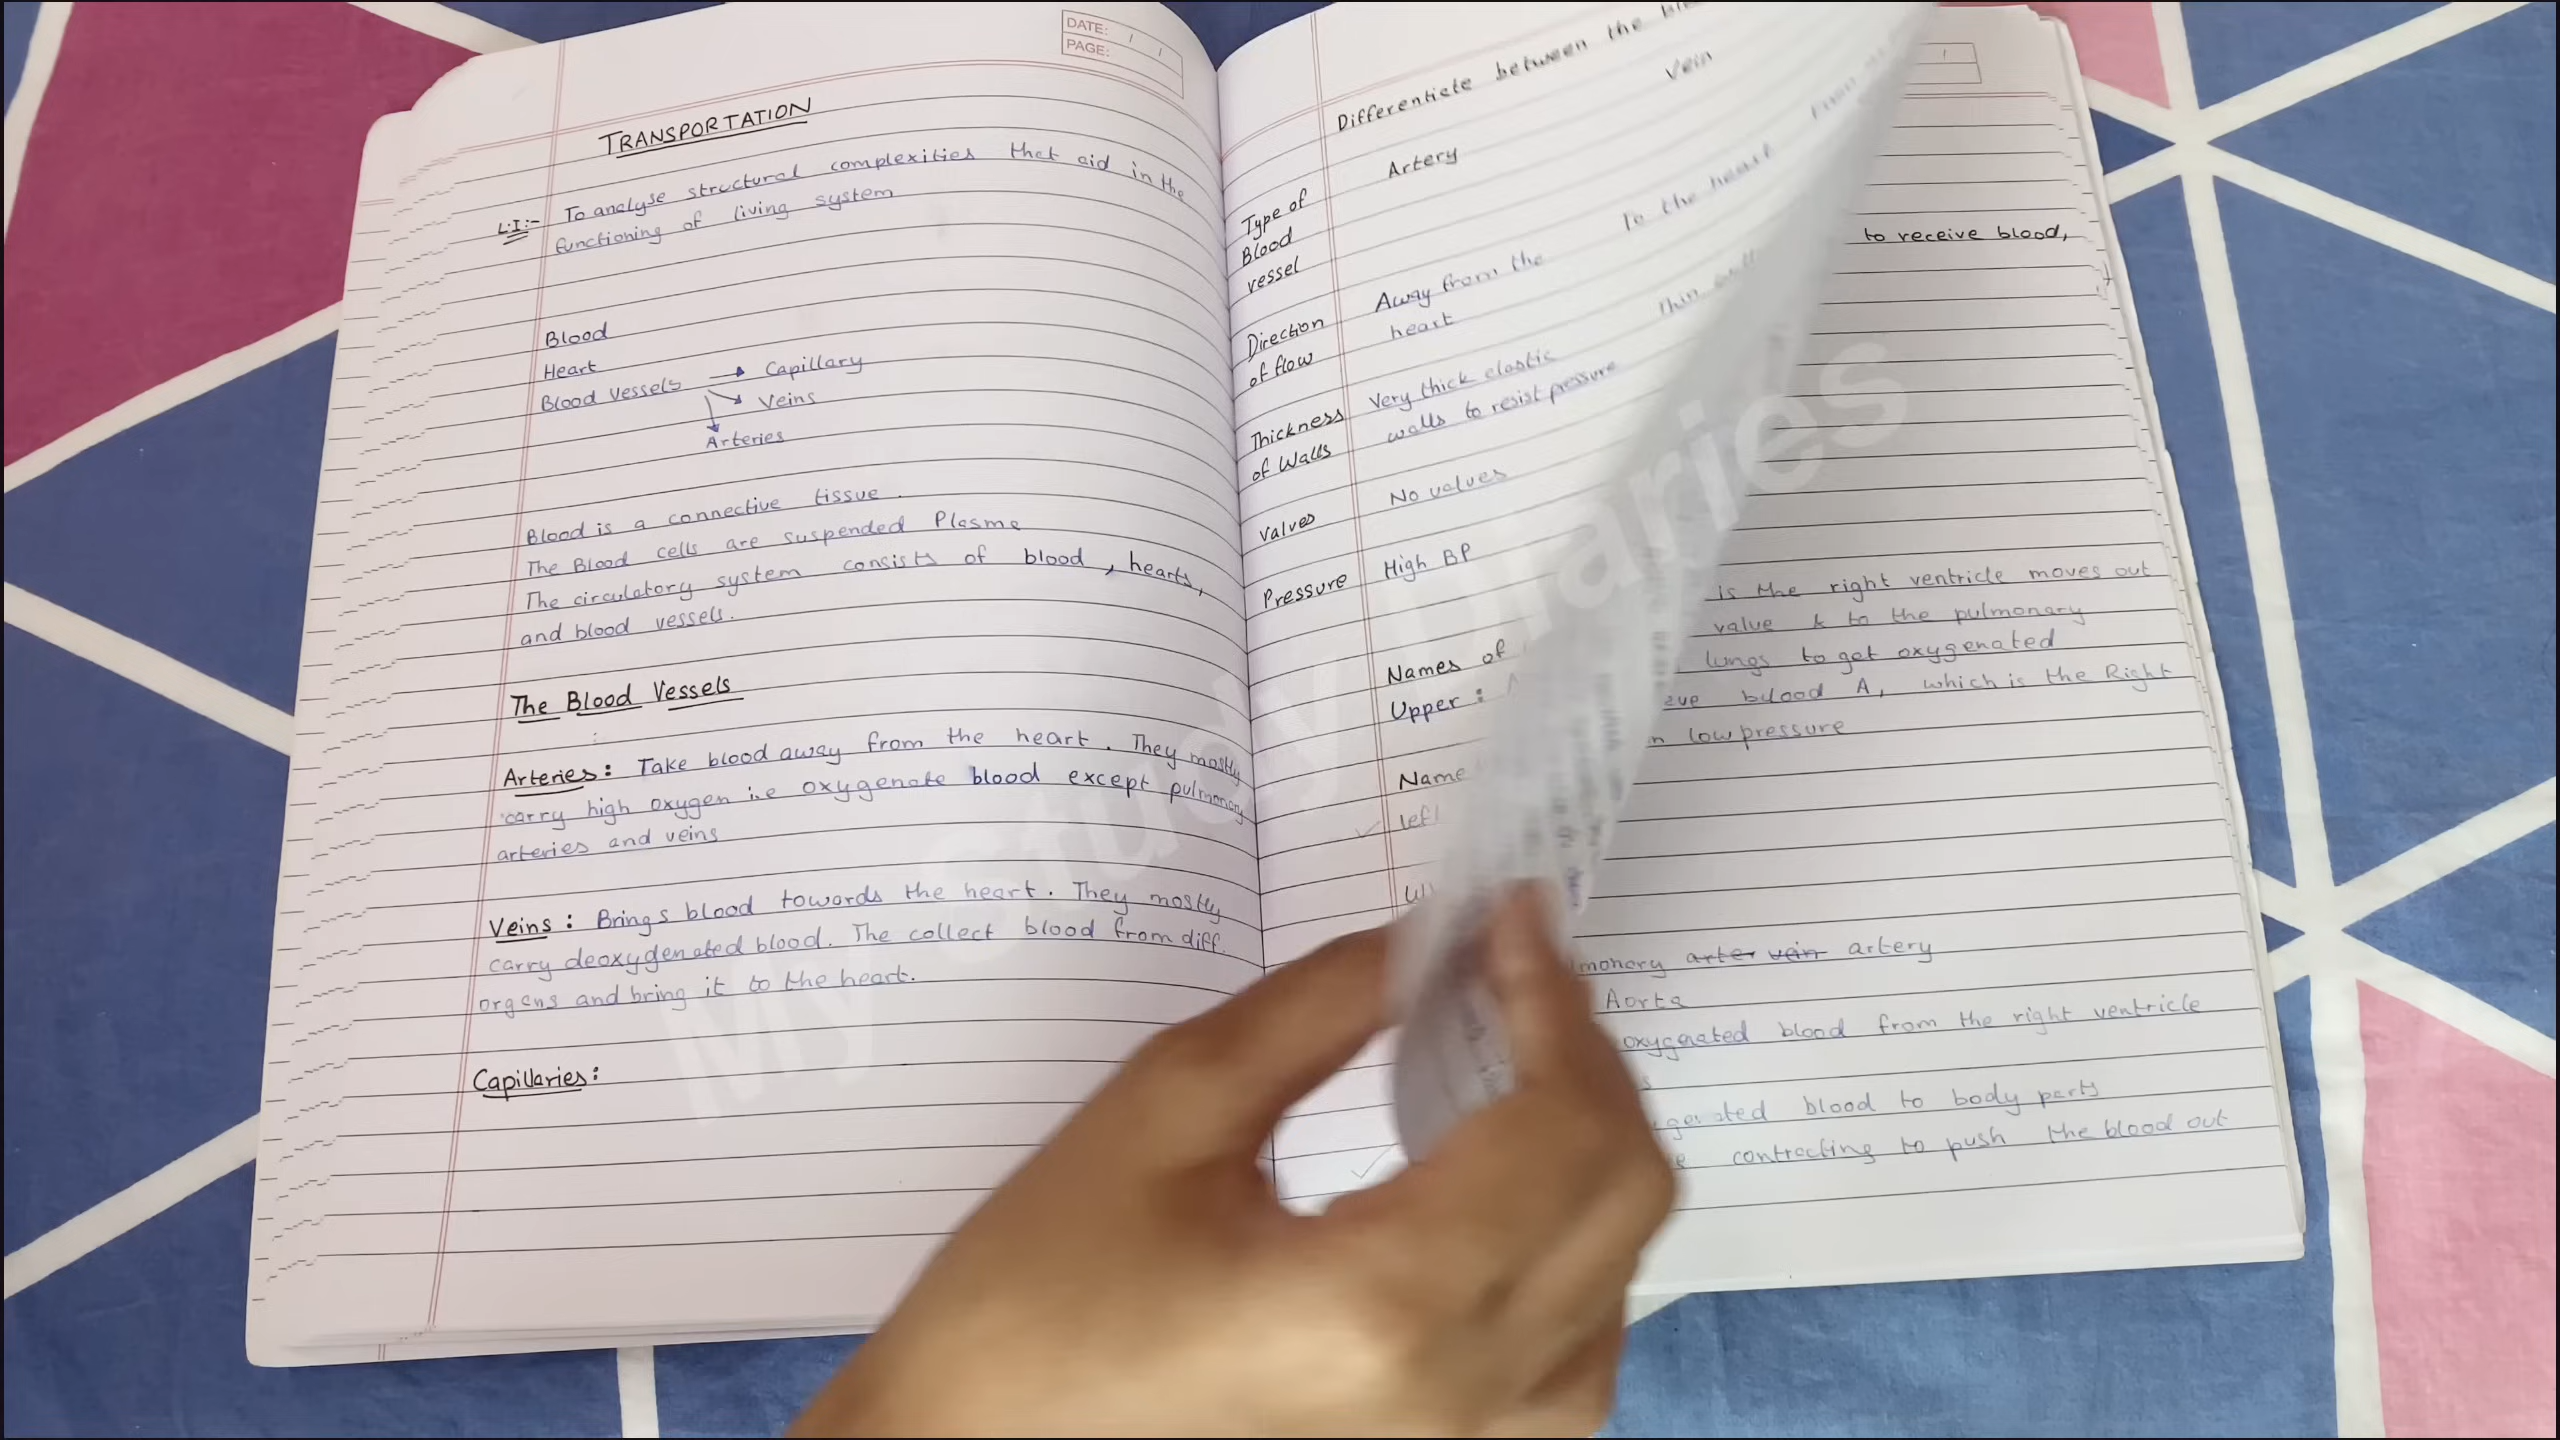 DATE: / /
PAGE:
TRANSPORTATION
L.I:- To analyse structural complexities that aid in the
functioning of living system
Blood
Heart
Blood Vessels → Capillary
Veins
Arteries
Blood is a connective tissue.
The Blood cells are suspended Plasma
The circulatory system consists of blood, hearts,
and blood vessels.
The Blood Vessels
Arteries: Take blood away from the heart. They mostly
carry high oxygen i.e oxygenate blood except pulmonary
arteries and veins
Veins: Brings blood towards the heart. They mostly
carry deoxygenated blood. The collect blood from diff.
organs and bring it to the heart.
Capillaries:
Differentiate between the
Type of Artery Vein
Blood
vessel
Direction Away from the To the heart
of flow heart
Thickness Very thick elastic Thin
of Walls walls to resist pressure
Valves No valves
Pressure High BP
Names of
Upper:
Name
to receive blood,
is the right ventricle moves out
valve & to the pulmonary
lungs to get oxygenated
blood A, which is the Right
low pressure
arter vein artery
Aorta
oxygenated blood from the right ventricle
blood to body parts
contracting to push the blood out
My Study Diaries